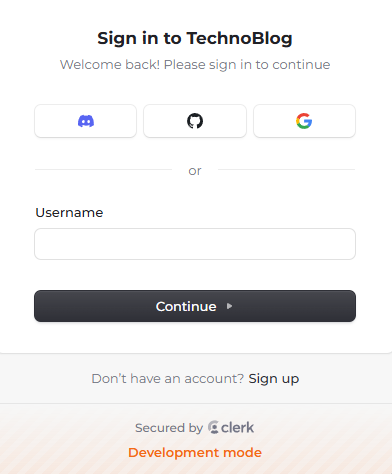 Sign in to TechnoBlog
Welcome back! Please sign in to continue
or
Username
Continue
Don’t have an account? Sign up
Secured by clerk
Development mode